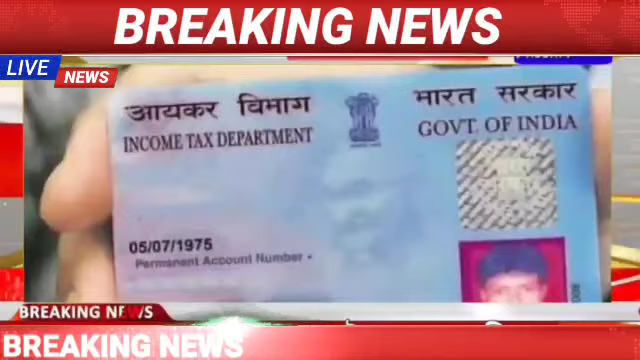 BREAKING NEWS
LIVE
NEWS
आयकर विभाग
भारत सरकार
INCOME TAX DEPARTMENT
GOVT. OF INDIA
05/07/1975
Permanent Account Number
BREAKING NEWS
BREAKING NEWS